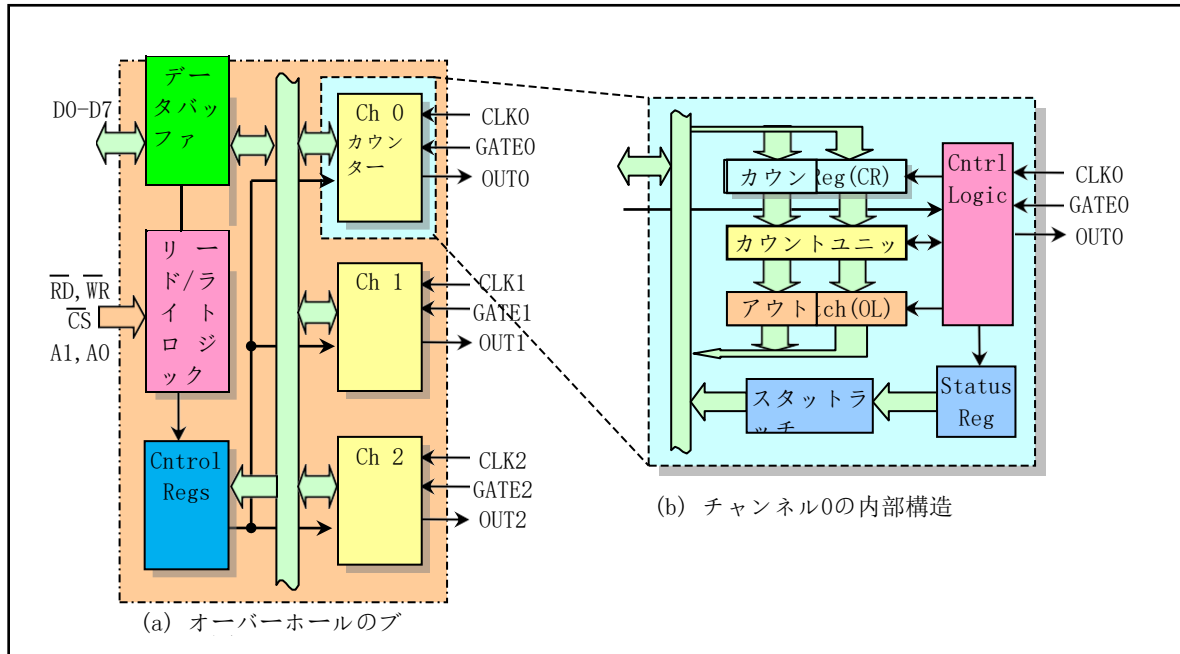 デー
タバッ
ファ
D0-D7
リー
ド/ラ
イト
ロジ
ック
RD, WR
CS
A1, A0
Cntrol
Regs
Ch 0
カウン
ター
CLK0
GATE0
OUT0
Ch 1
CLK1
GATE1
OUT1
Ch 2
CLK2
GATE2
OUT2
(a) オーバーホールのブ
カウン
Reg(CR)
カウントユニッ
アウト
tch(OL)
スタットラ
ッチ
Cntrl
Logic
CLK0
GATE0
OUT0
Status
Reg
(b) チャンネル0の内部構造